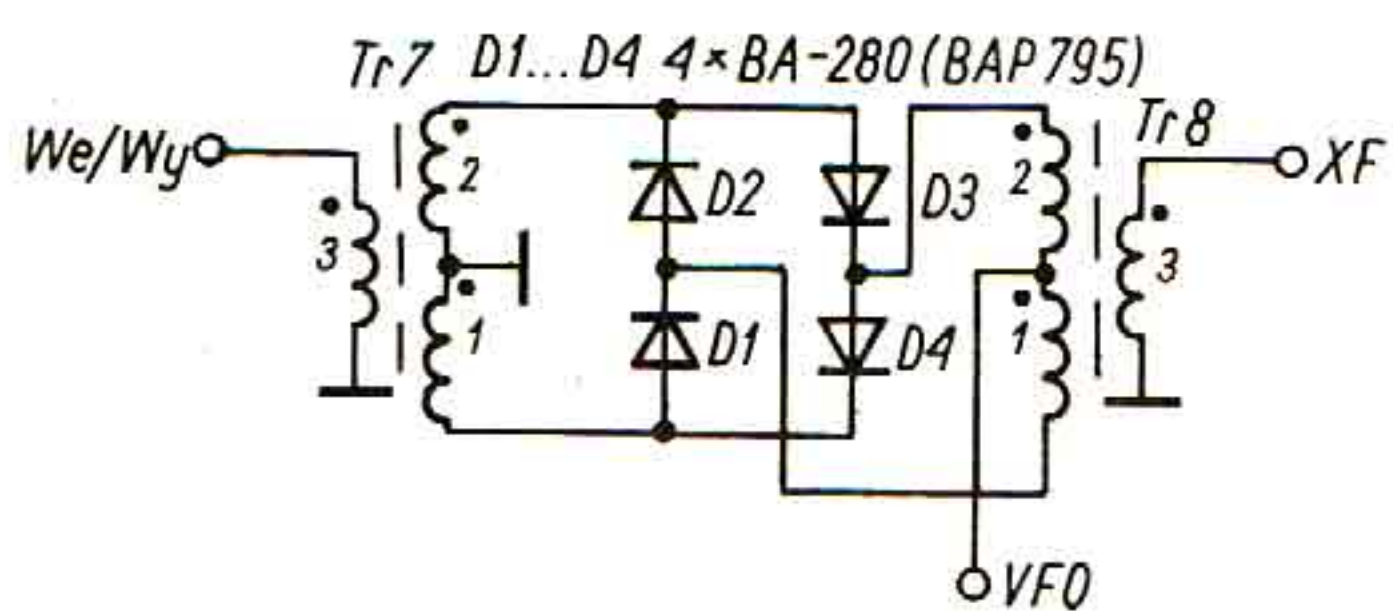 Tr7 D1...D4 4×BA-280 (BAP795)
We/Wy
Tr8
XF
3
2
1
D2
D3
D1
D4
2
1
3
VFO